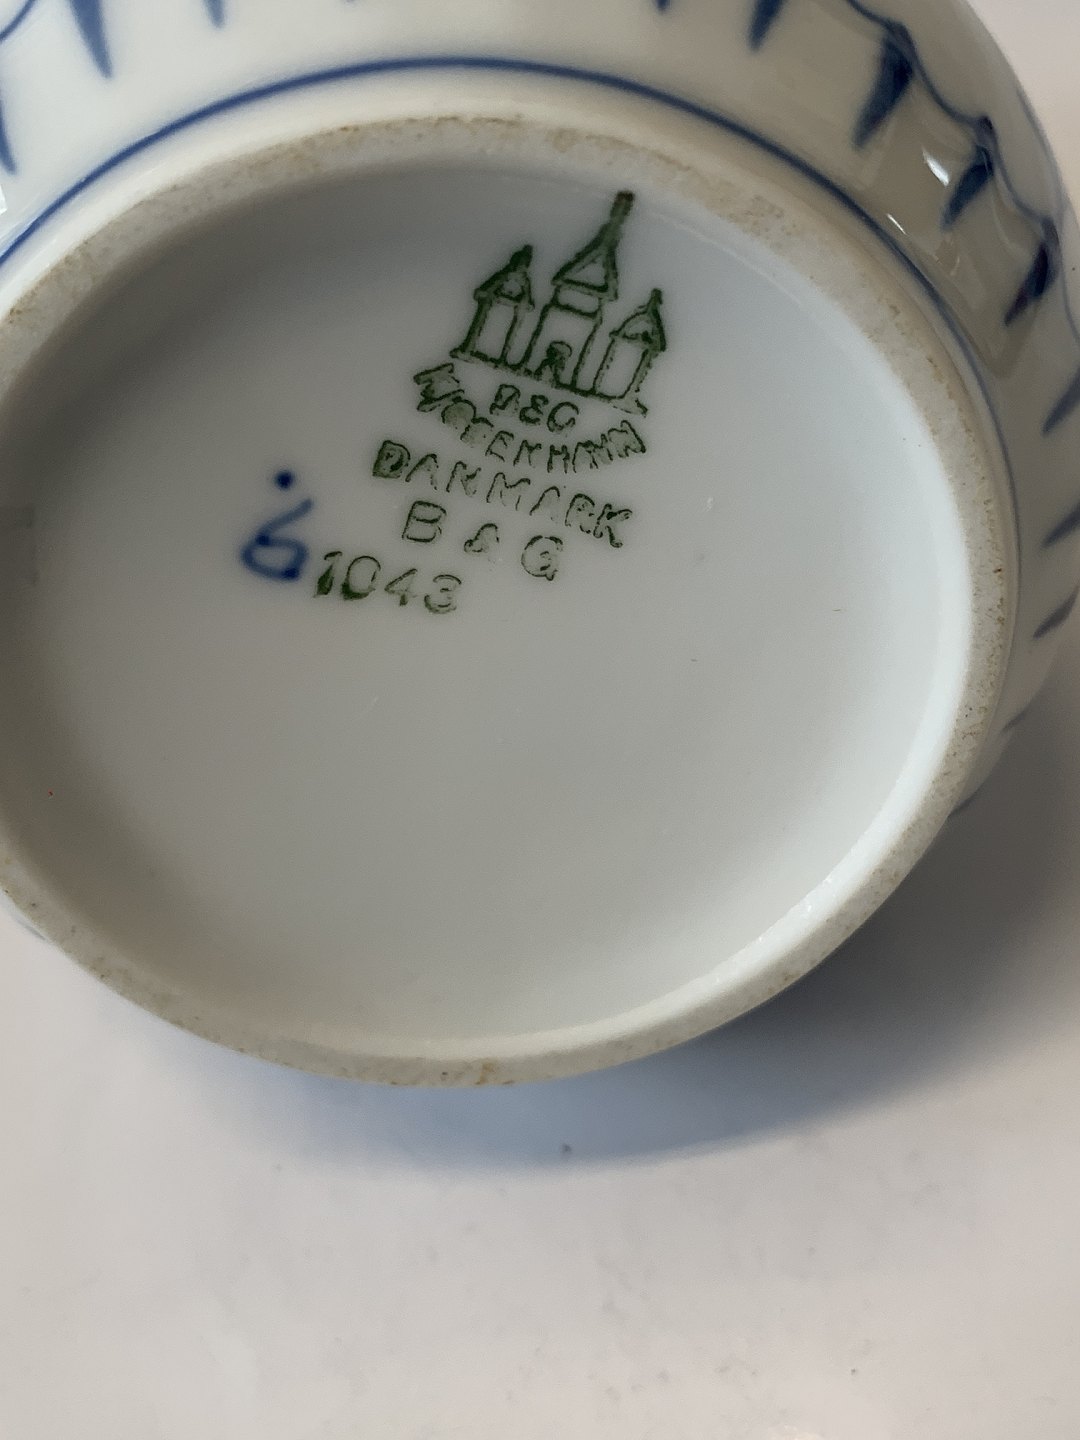 B&G
KJØBENHAVN
DANMARK
B & G
1043